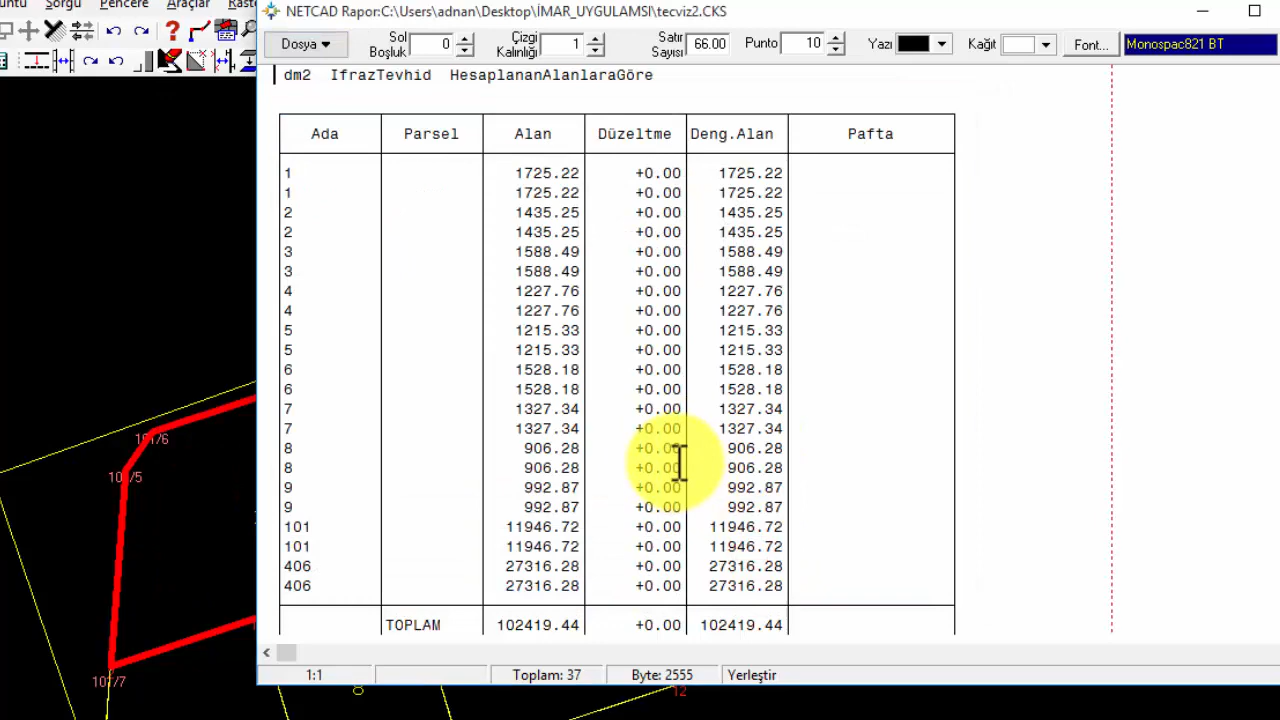 Sorgu Pencere Araçlar
NETCAD Rapor:C:\Users\adnan\Desktop\İMAR_UYGULAMSI\tecviz2.CKS
Dosya Sol Boşluk 0 Çizgi Kalınlığı 1 Satır Sayısı 66.00 Punto 10 Yazı Kağıt Font... Monospac821 BT
dm2 IfrazTevhid HesaplananAlanlaraGöre
Ada Parsel Alan Düzeltme Deng.Alan Pafta
1 1725.22 +0.00 1725.22
1 1725.22 +0.00 1725.22
2 1435.25 +0.00 1435.25
2 1435.25 +0.00 1435.25
3 1588.49 +0.00 1588.49
3 1588.49 +0.00 1588.49
4 1227.76 +0.00 1227.76
4 1227.76 +0.00 1227.76
5 1215.33 +0.00 1215.33
5 1215.33 +0.00 1215.33
6 1528.18 +0.00 1528.18
6 1528.18 +0.00 1528.18
7 1327.34 +0.00 1327.34
7 1327.34 +0.00 1327.34
8 906.28 +0.00 906.28
8 906.28 +0.00 906.28
9 992.87 +0.00 992.87
9 992.87 +0.00 992.87
101 11946.72 +0.00 11946.72
101 11946.72 +0.00 11946.72
406 27316.28 +0.00 27316.28
406 27316.28 +0.00 27316.28
TOPLAM 102419.44 +0.00 102419.44
1:1 Toplam: 37 Byte: 2555 Yerleştir
101/6
101/7
12